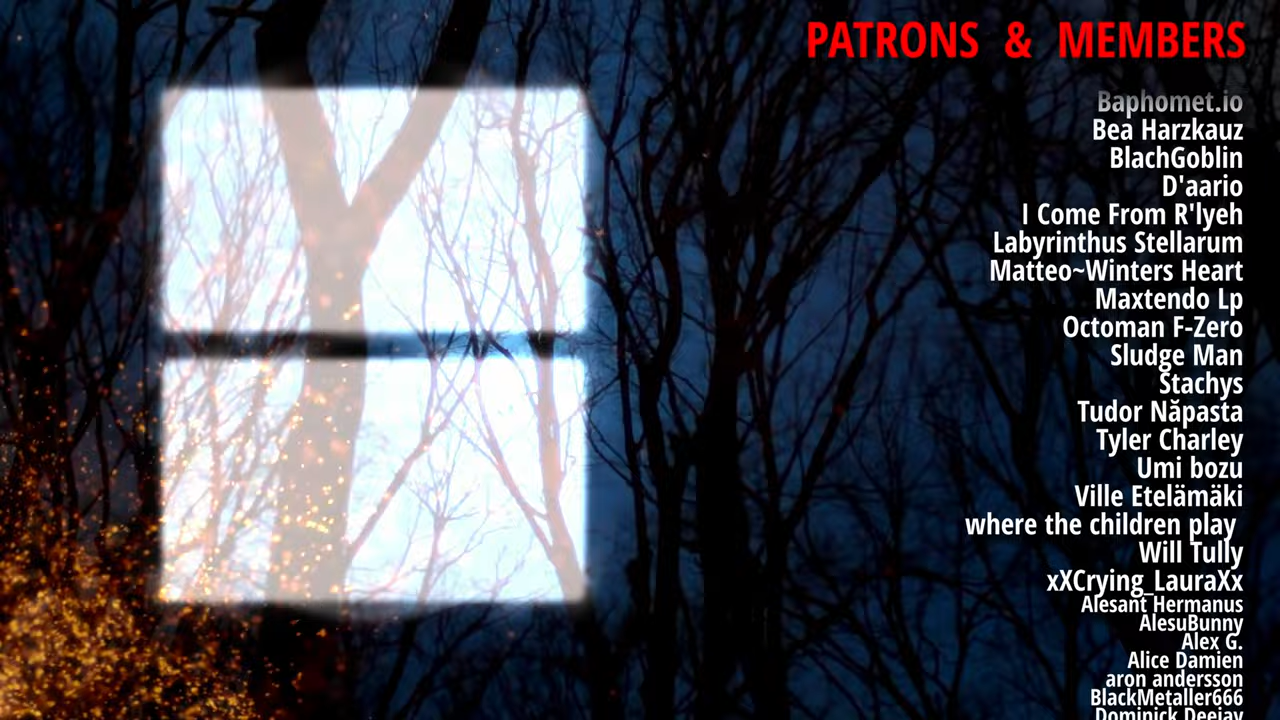 PATRONS & MEMBERS
Baphomet.io
Bea Harzkauz
BlachGoblin
D'aario
I Come From R'lyeh
Labyrinthus Stellarum
Matteo~Winters Heart
Maxtendo Lp
Octoman F-Zero
Sludge Man
Stachys
Tudor Năpasta
Tyler Charley
Umi bozu
Ville Etelämäki
where the children play
Will Tully
xXCrying_LauraXx
Alesant Hermanus
AlesuBunny
Alex G.
Alice Damien
aron andersson
BlackMetaller666
Dominick Deejay